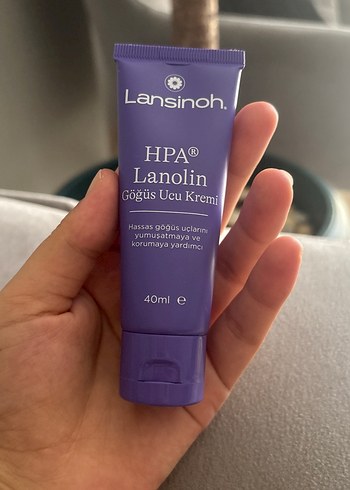 Lansinoh®
HPA®
Lanolin
Göğüs Ucu Kremi
Hassas göğüs uçlarını
yumuşatmaya ve
korumaya yardımcı
40ml ℮